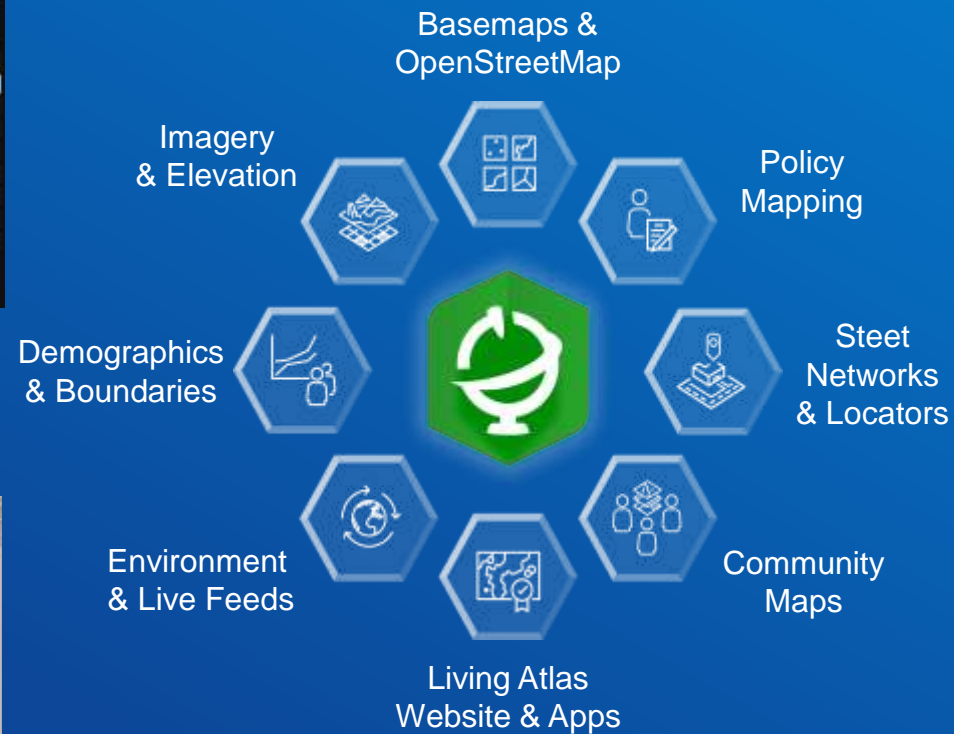 Basemaps &
OpenStreetMap
Imagery
& Elevation
Policy
Mapping
Demographics
& Boundaries
Steet
Networks
& Locators
Environment
& Live Feeds
Community
Maps
Living Atlas
Website & Apps